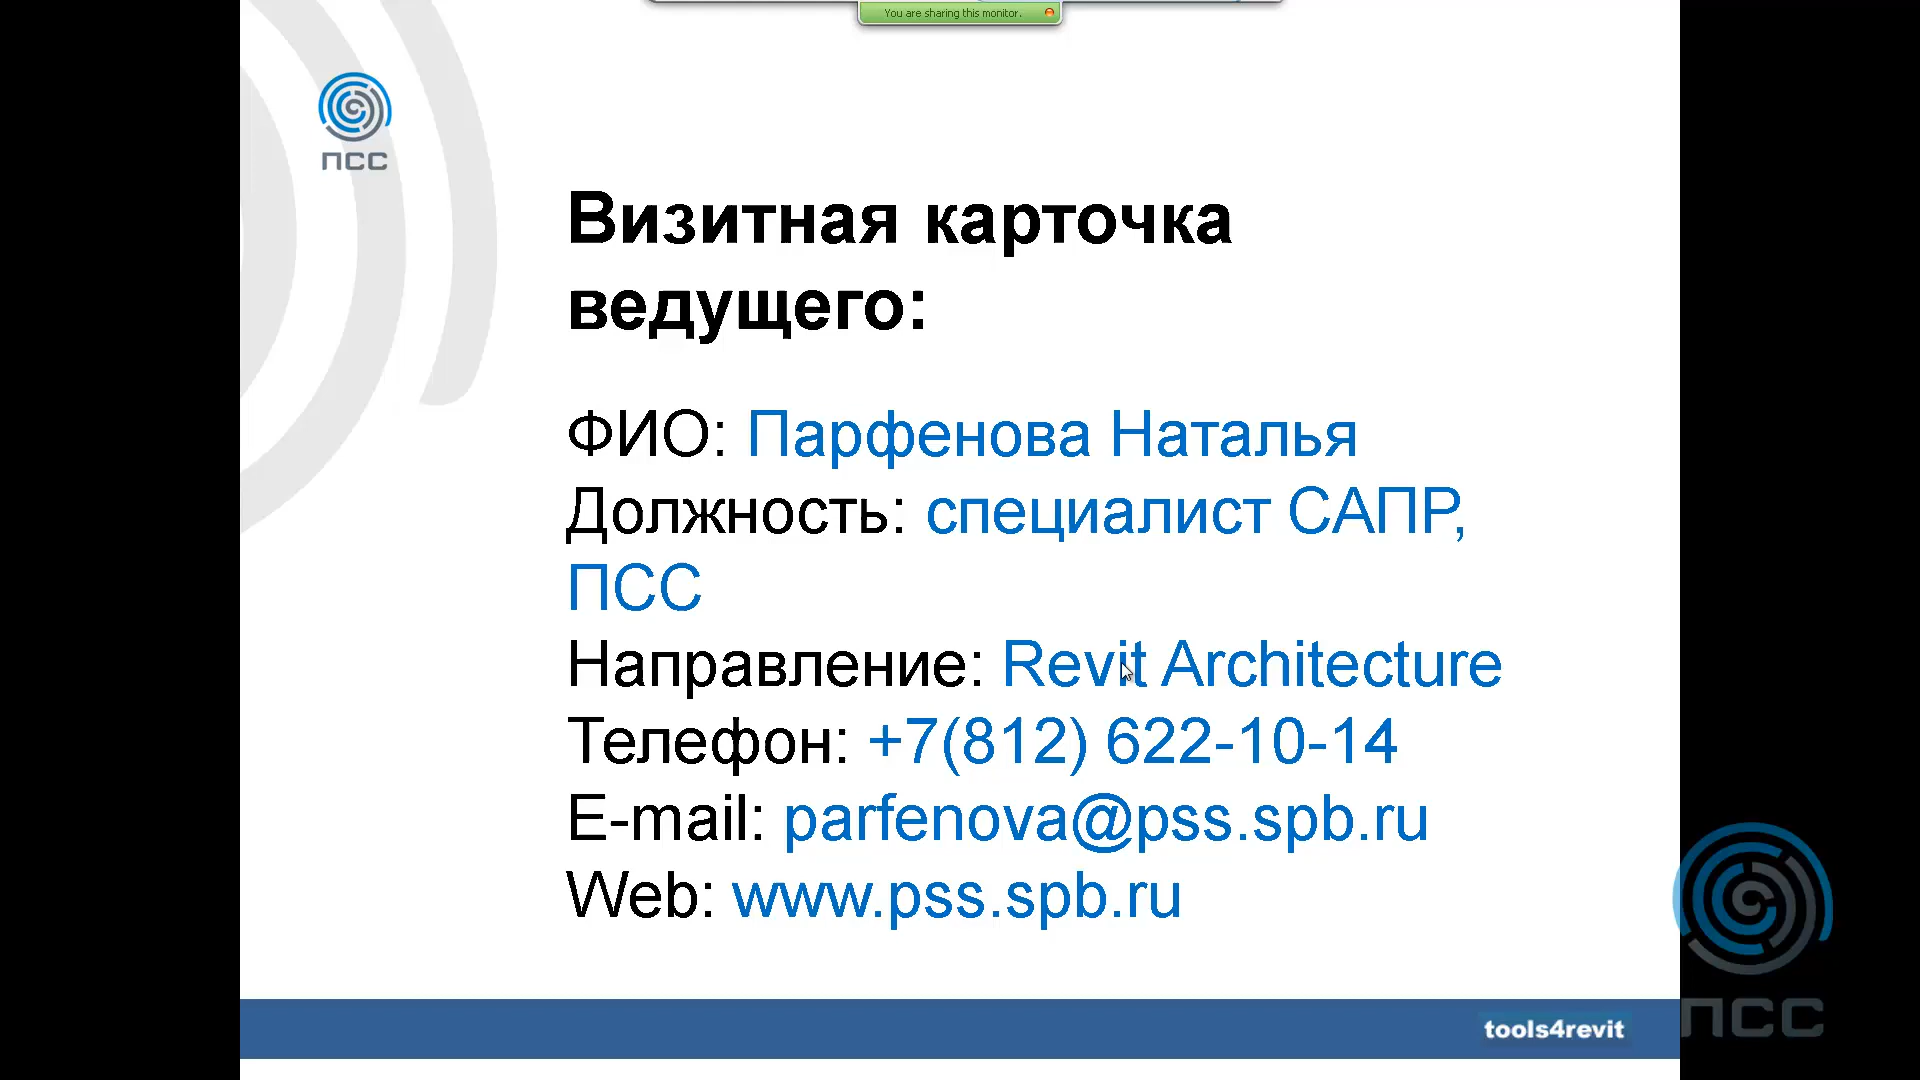 You are sharing this monitor.
ПСС
Визитная карточка
ведущего:
ФИО: Парфенова Наталья
Должность: специалист САПР,
ПСС
Направление: Revit Architecture
Телефон: +7(812) 622-10-14
E-mail: parfenova@pss.spb.ru
Web: www.pss.spb.ru
tools4revit
ПСС